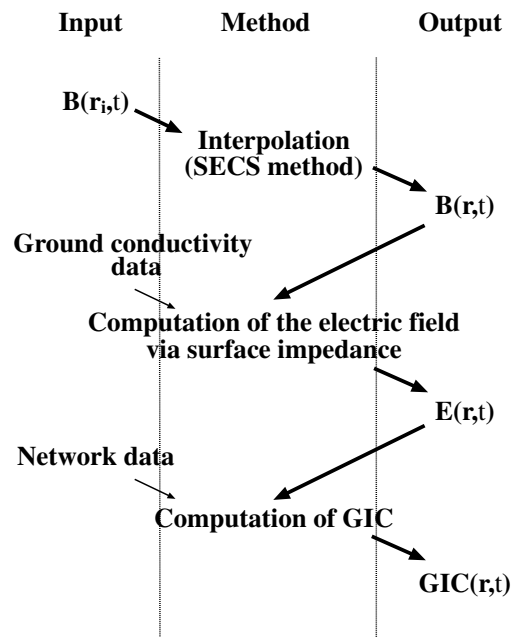 Input Method Output
B(rᵢ,t)
Interpolation
(SECS method)
B(r,t)
Ground conductivity
data
Computation of the electric field
via surface impedance
E(r,t)
Network data
Computation of GIC
GIC(r,t)